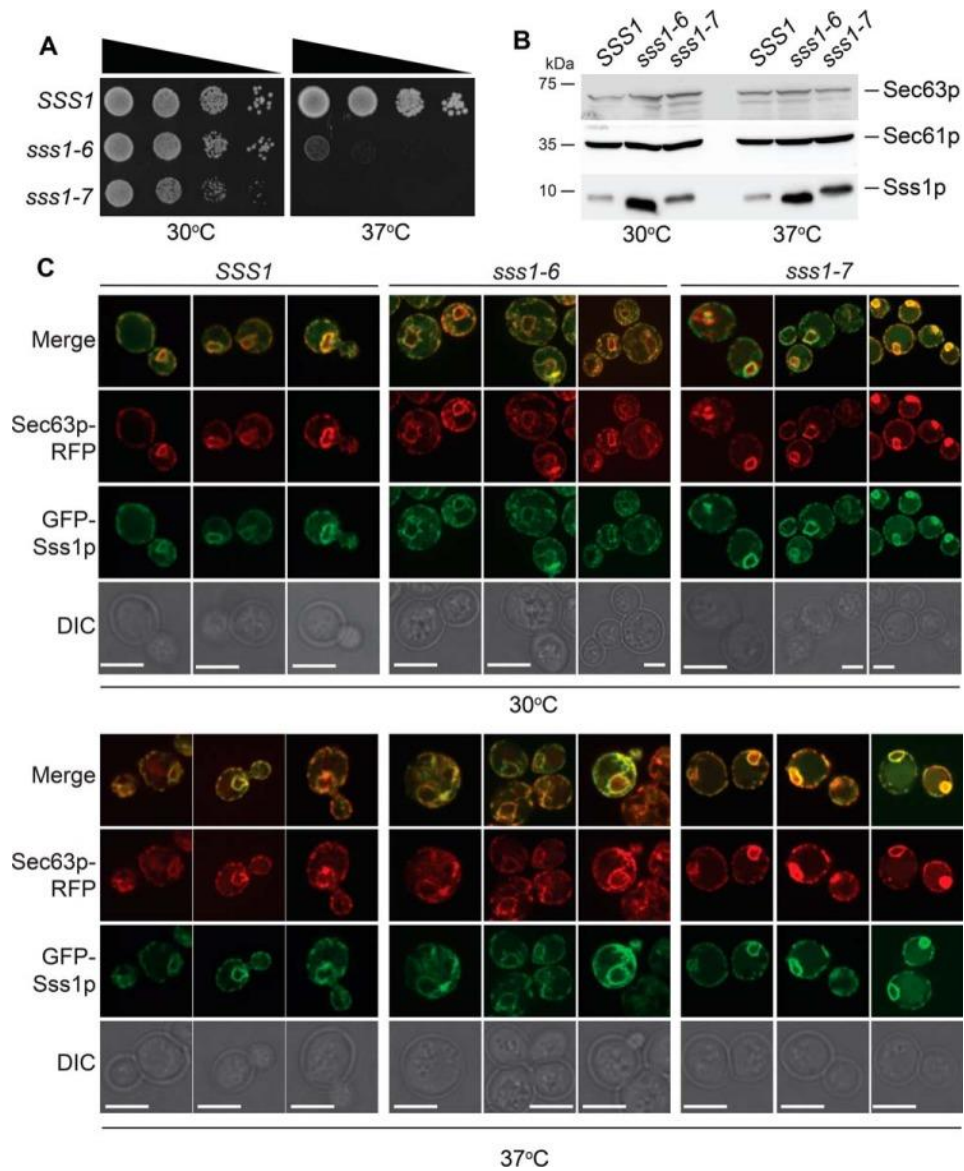 A
SSS1
sss1-6
sss1-7
30°C
37°C
B
SSS1
sss1-6
sss1-7
SSS1
sss1-6
sss1-7
kDa
75
35
10
Sec63p
Sec61p
Sss1p
30°C
37°C
C
SSS1
sss1-6
sss1-7
Merge
Sec63p-
RFP
GFP-
Sss1p
DIC
30°C
Merge
Sec63p-
RFP
GFP-
Sss1p
DIC
37°C